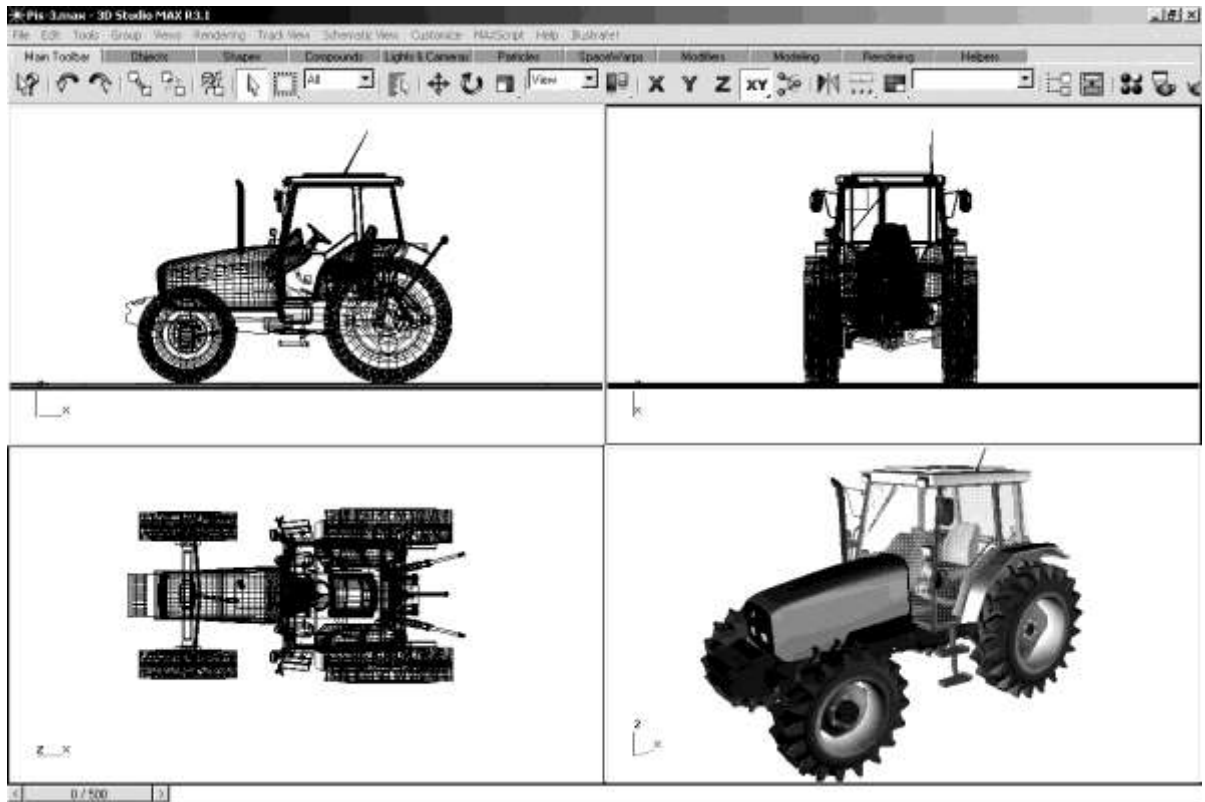 Pis-3.max - 3D Studio MAX R3.1
File Edit Tools Group Views Rendering Track View Schematic View Customize MAXScript Help Illustrate!
Main Toolbar Objects Shapes Compounds Lights & Cameras Particles SpaceWarps Modifiers Modeling Rendering Helpers
All View X Y Z XY
x
x
z x
z
x
0 / 500